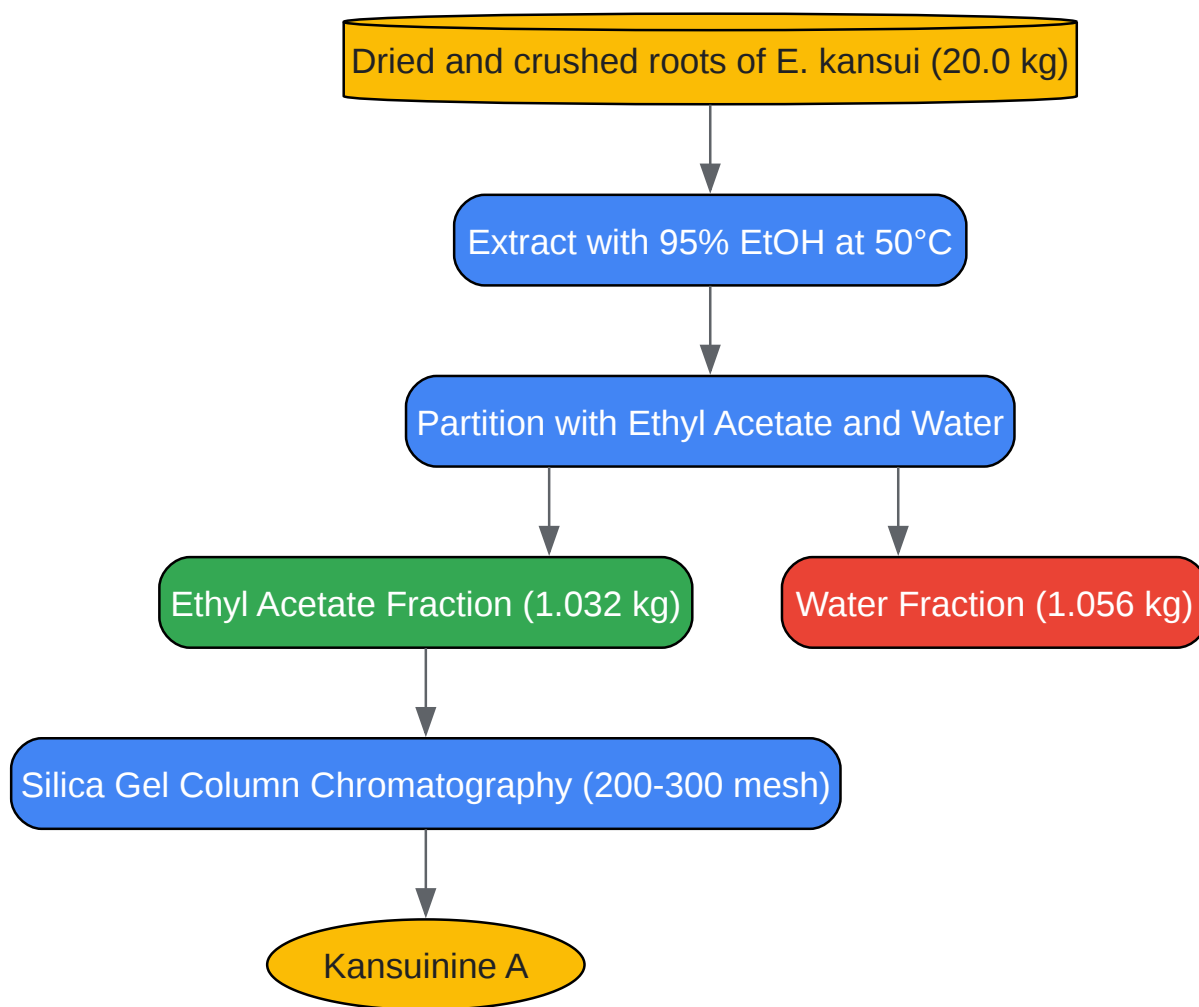 Dried and crushed roots of E. kansui (20.0 kg)
Extract with 95% EtOH at 50°C
Partition with Ethyl Acetate and Water
Ethyl Acetate Fraction (1.032 kg)
Water Fraction (1.056 kg)
Silica Gel Column Chromatography (200-300 mesh)
Kansuinine A